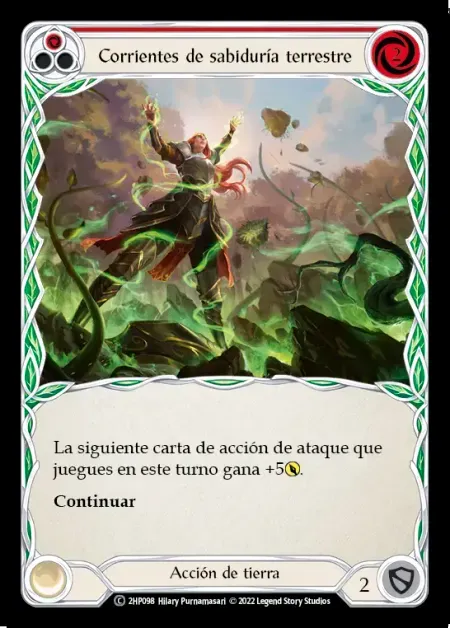 Corrientes de sabiduría terrestre
2
La siguiente carta de acción de ataque que
juegues en este turno gana +5.
Continuar
Acción de tierra
2
C 2HP098 Hilary Purnamasari © 2022 Legend Story Studios